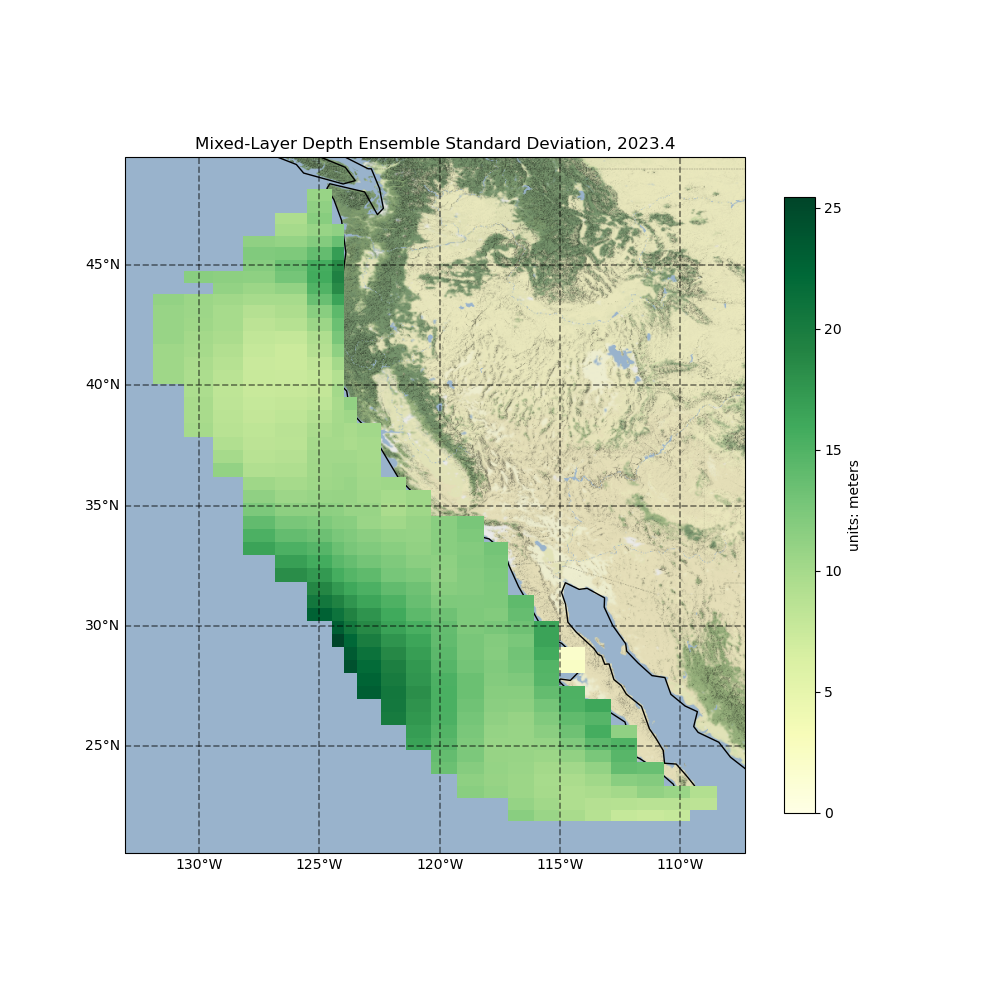 Mixed-Layer Depth Ensemble Standard Deviation, 2023.4
45°N
40°N
35°N
30°N
25°N
130°W
125°W
120°W
115°W
110°W
25
20
15
10
5
0
units: meters